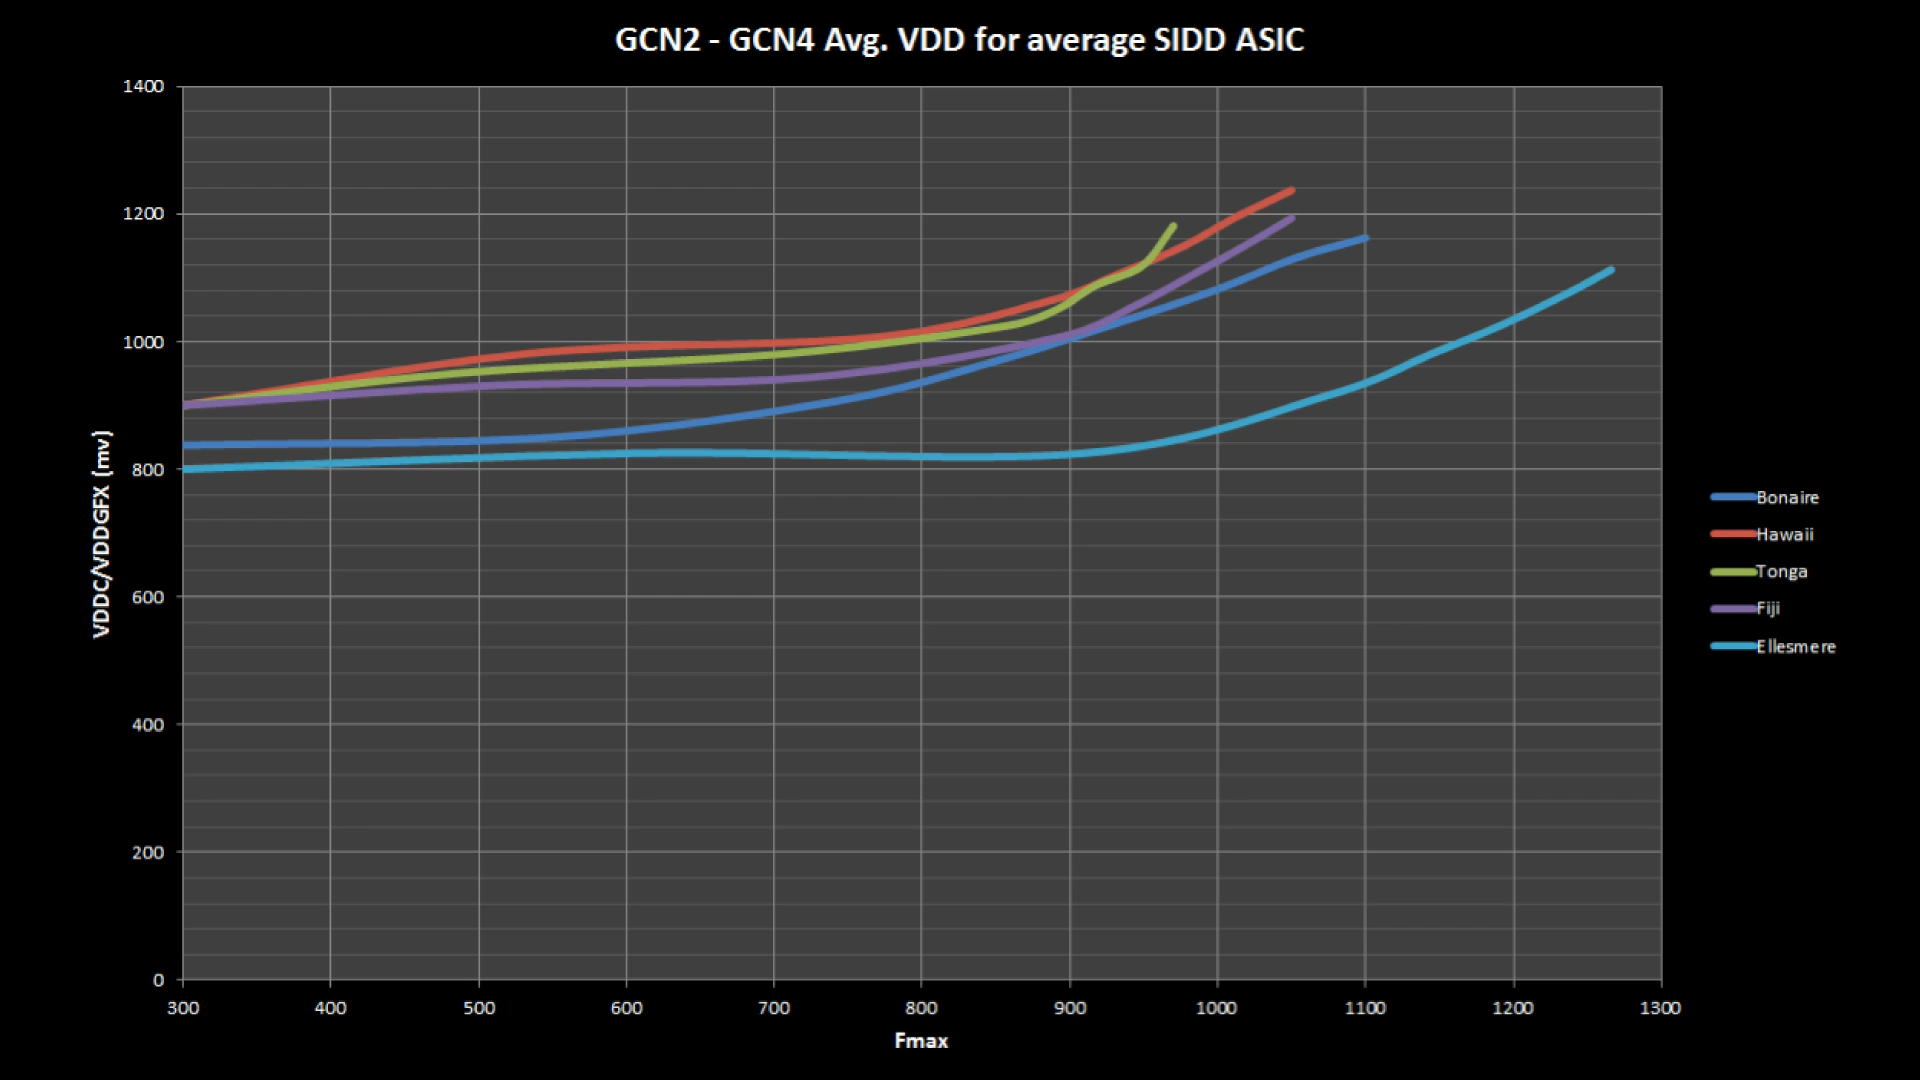 GCN2 - GCN4 Avg. VDD for average SIDD ASIC
1400
1200
1000
800
600
400
200
0
VDDC/VDDGFX (mv)
300 400 500 600 700 800 900 1000 1100 1200 1300
Fmax
Bonaire
Hawaii
Tonga
Fiji
Ellesmere